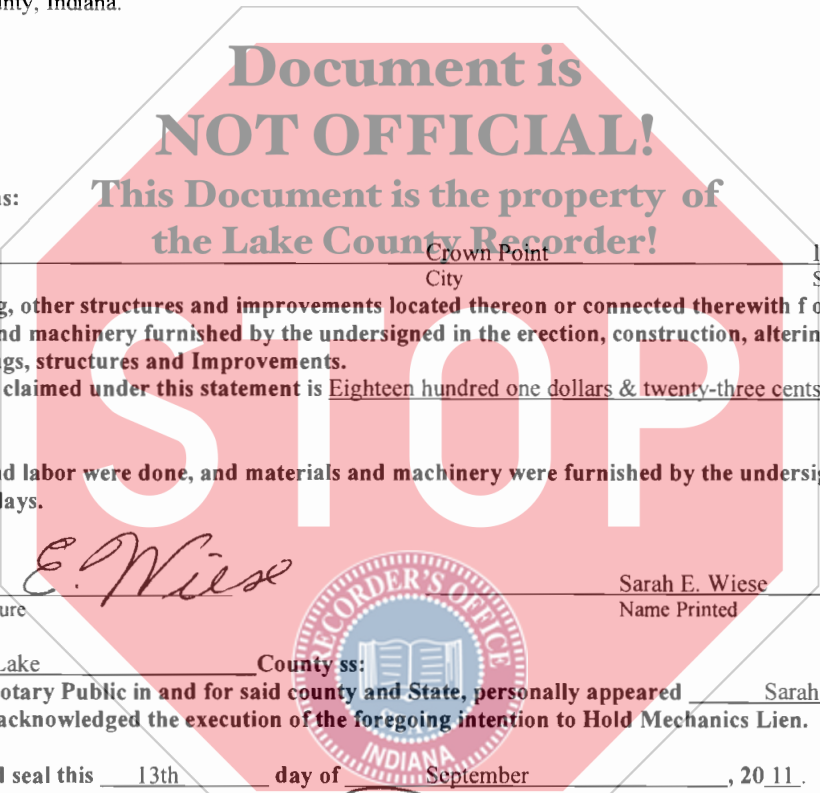 nty, Indiana.
Document is
NOT OFFICIAL!
This Document is the property of
as:
the Lake County Recorder!
Crown Point
City
g, other structures and improvements located thereon or connected therewith f o
nd machinery furnished by the undersigned in the erection, construction, alterin
gs, structures and Improvements.
claimed under this statement is Eighteen hundred one dollars & twenty-three cents
STOP
d labor were done, and materials and machinery were furnished by the undersig
days.
E. Wiese
Sarah E. Wiese
ure
Name Printed
RECORDER'S OFFICE
Lake County ss:
otary Public in and for said county and State, personally appeared Sarah
acknowledged the execution of the foregoing intention to Hold Mechanics Lien.
INDIANA
l seal this 13th day of September , 20 11 .